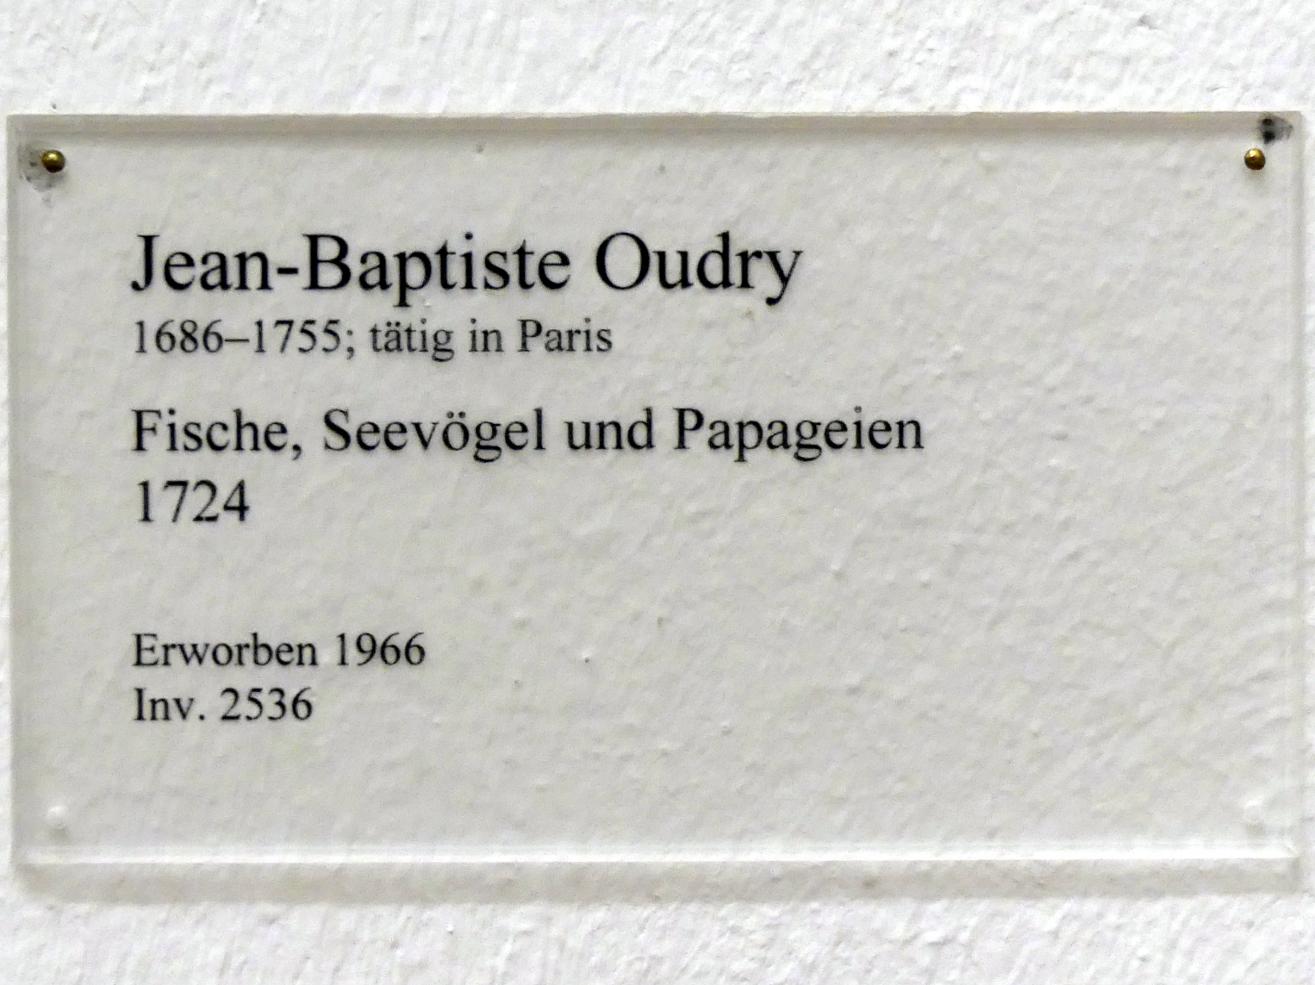 Jean-Baptiste Oudry
1686–1755; tätig in Paris
Fische, Seevögel und Papageien
1724
Erworben 1966
Inv. 2536